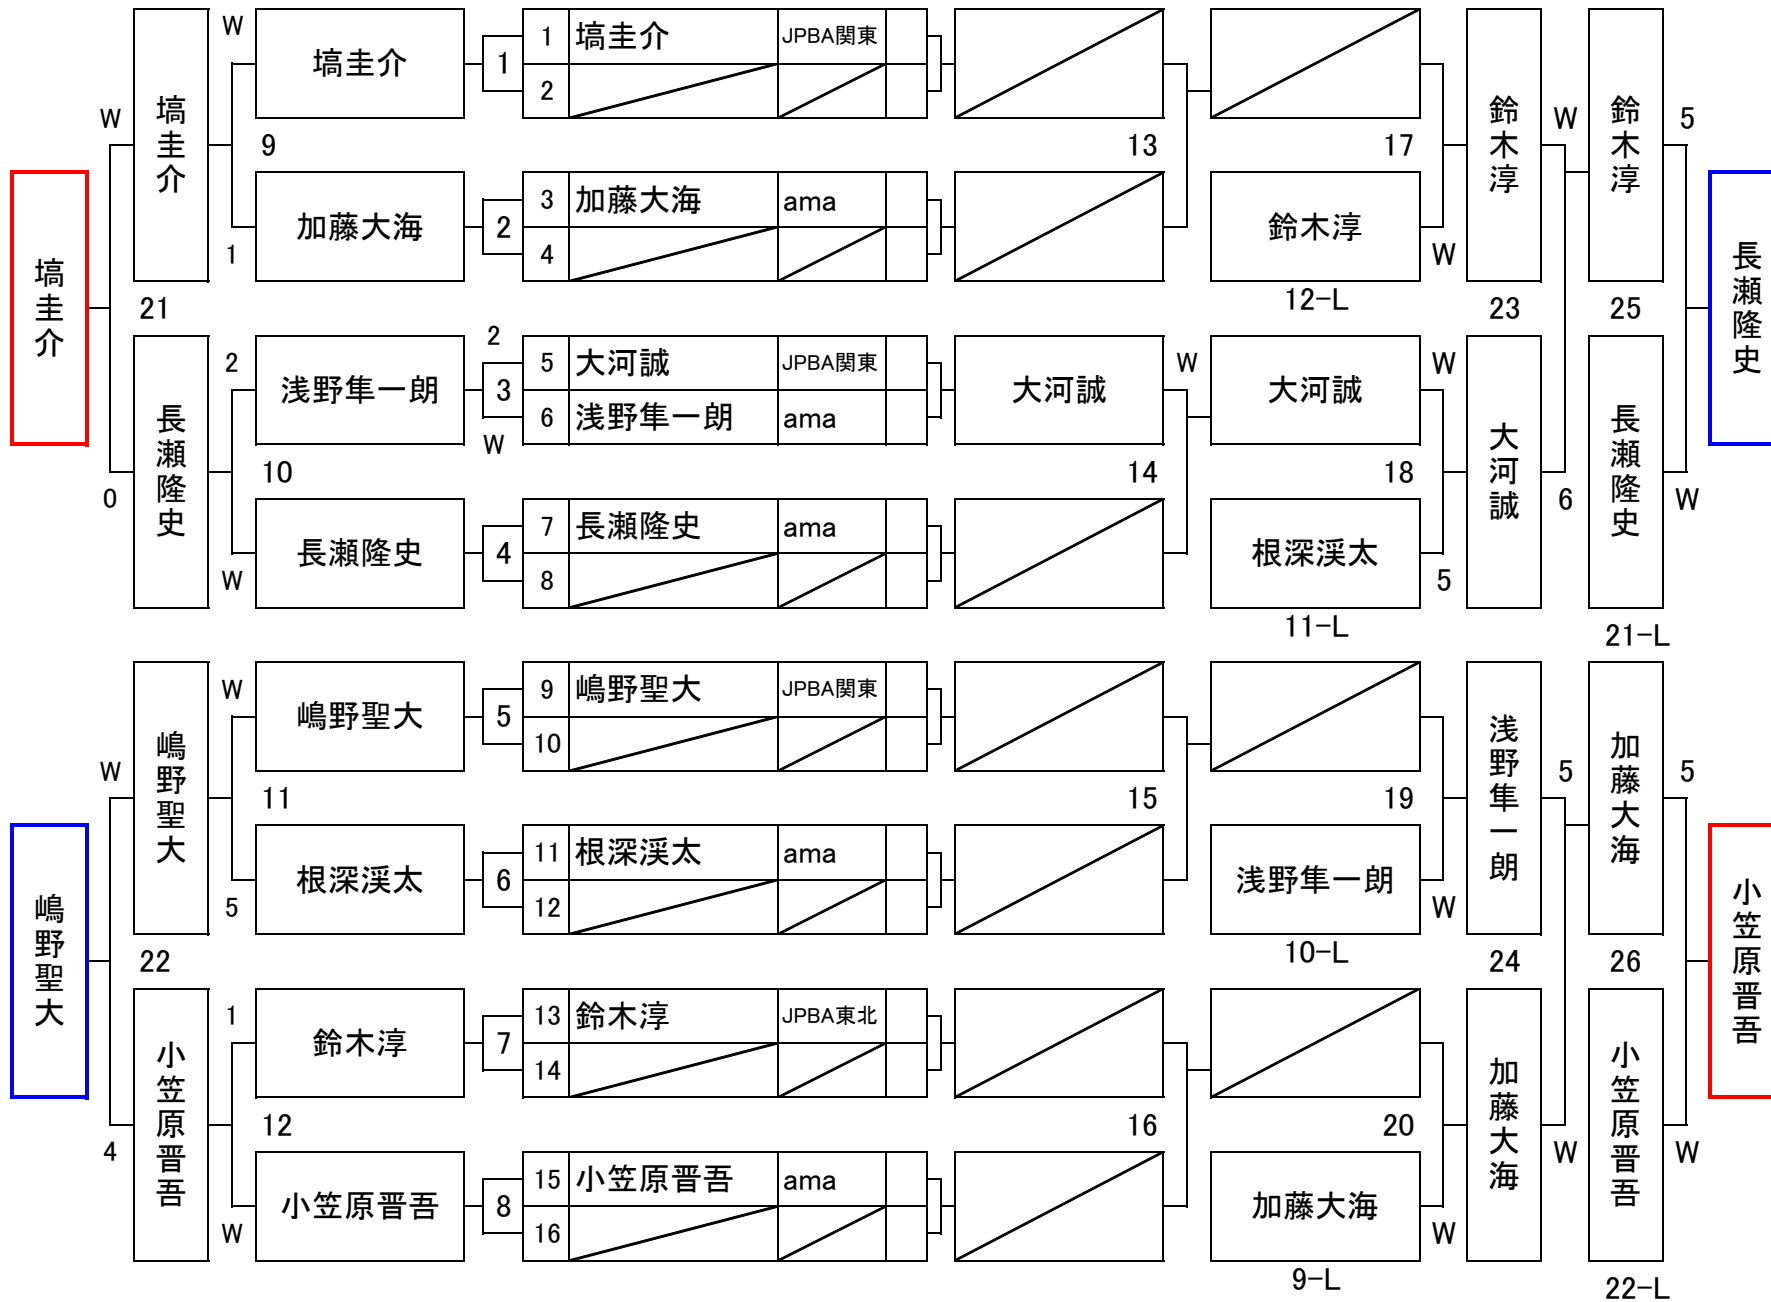 W
塙圭介
1
1 塙圭介 JPBA関東
2
塙圭介
W
9
13
17
鈴木淳
W
鈴木淳
5
加藤大海
1
2
3 加藤大海 ama
4
鈴木淳
W
12-L
塙圭介
21
23
25
長瀬隆史
2
浅野隼一朗
2
3
W
5 大河誠 JPBA関東
6 浅野隼一朗 ama
大河誠
W
大河誠
W
0
長瀬隆史
10
14
18
大河誠
6
長瀬隆史
W
長瀬隆史
W
4
7 長瀬隆史 ama
8
根深渓太
5
11-L
21-L
W
嶋野聖大
5
9 嶋野聖大 JPBA関東
10
W
嶋野聖大
11
15
19
浅野隼一朗
5
加藤大海
5
根深渓太
5
6
11 根深渓太 ama
12
浅野隼一朗
W
10-L
嶋野聖大
22
24
26
小笠原晋吾
1
鈴木淳
7
13 鈴木淳 JPBA東北
14
4
小笠原晋吾
12
16
20
加藤大海
W
小笠原晋吾
W
小笠原晋吾
W
8
15 小笠原晋吾 ama
16
加藤大海
W
9-L
22-L